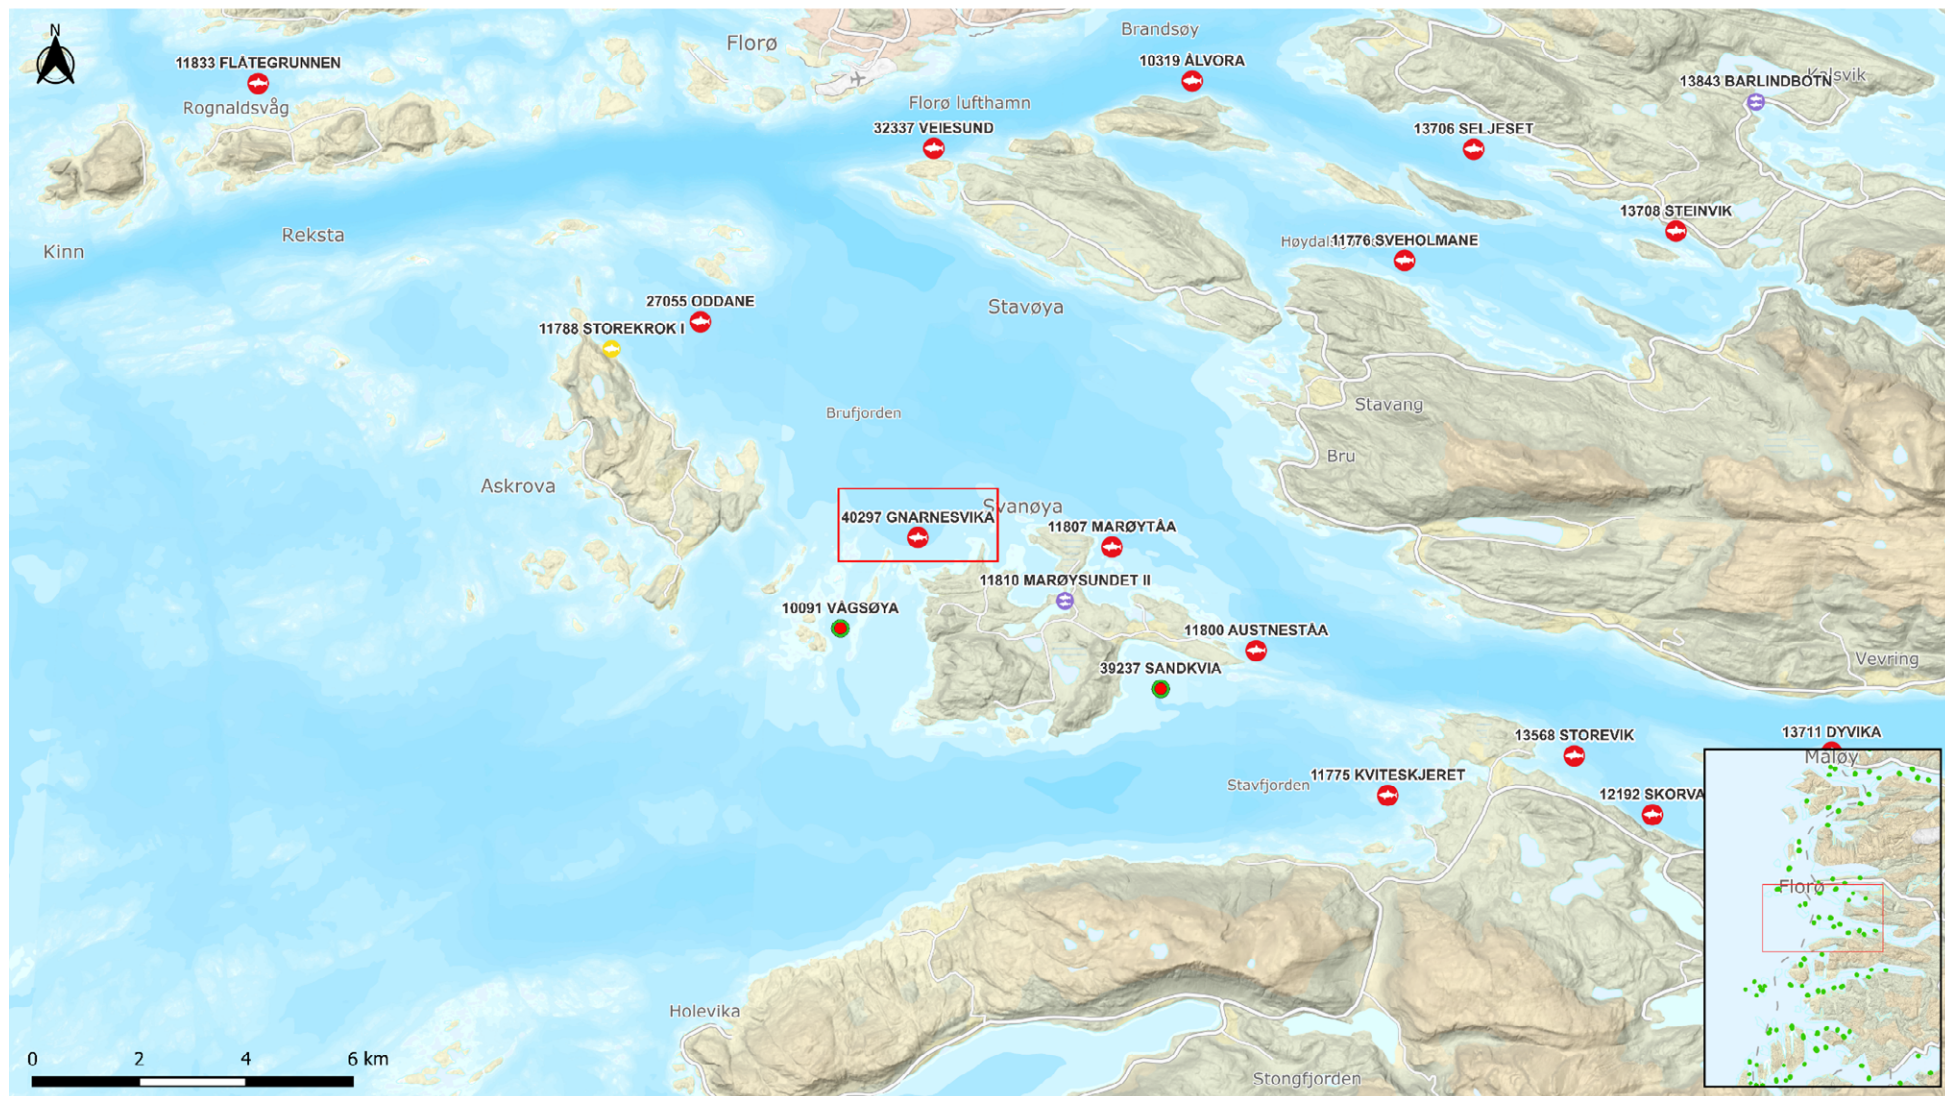 N
Brandsøy
Florø
11833 FLÅTEGRUNNEN
10319 ÅLVORA
Kalsvik
13843 BARLINDBOTN
Rognaldsvåg
Florø lufthamn
32337 VEIESUND
13706 SELJESET
13708 STEINVIK
Reksta
11776 SVEHOLMANE
Kinn
27055 ODDANE
Stavøya
11788 STOREKROK I
Stavang
Brufjorden
Bru
Askrova
Svanøya
40297 GNARNESVIKA
11807 MARØYTÅA
11810 MARØYSUNDET II
10091 VÅGSØYA
11800 AUSTNESTÅA
Vevring
39237 SANDKVIA
13711 DYVIKA
13568 STOREVIK
Måløy
11775 KVITESKJERET
Stavfjorden
12192 SKORVA
Florø
Holevika
0 2 4 6 km
Stongfjorden